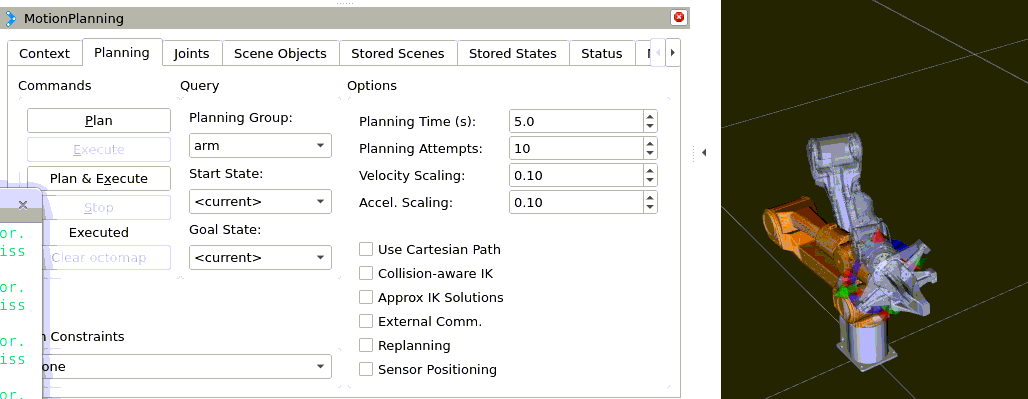 MotionPlanning
Context Planning Joints Scene Objects Stored Scenes Stored States Status
Commands Query Options
Plan
Execute
Plan & Execute
Stop
Executed
Clear octomap
Planning Group:
arm
Start State:
<current>
Goal State:
<current>
Planning Time (s): 5.0
Planning Attempts: 10
Velocity Scaling: 0.10
Accel. Scaling: 0.10
Use Cartesian Path
Collision-aware IK
Approx IK Solutions
External Comm.
Replanning
Sensor Positioning
Constraints
one
or.
iss
or.
iss
or.
iss
or.